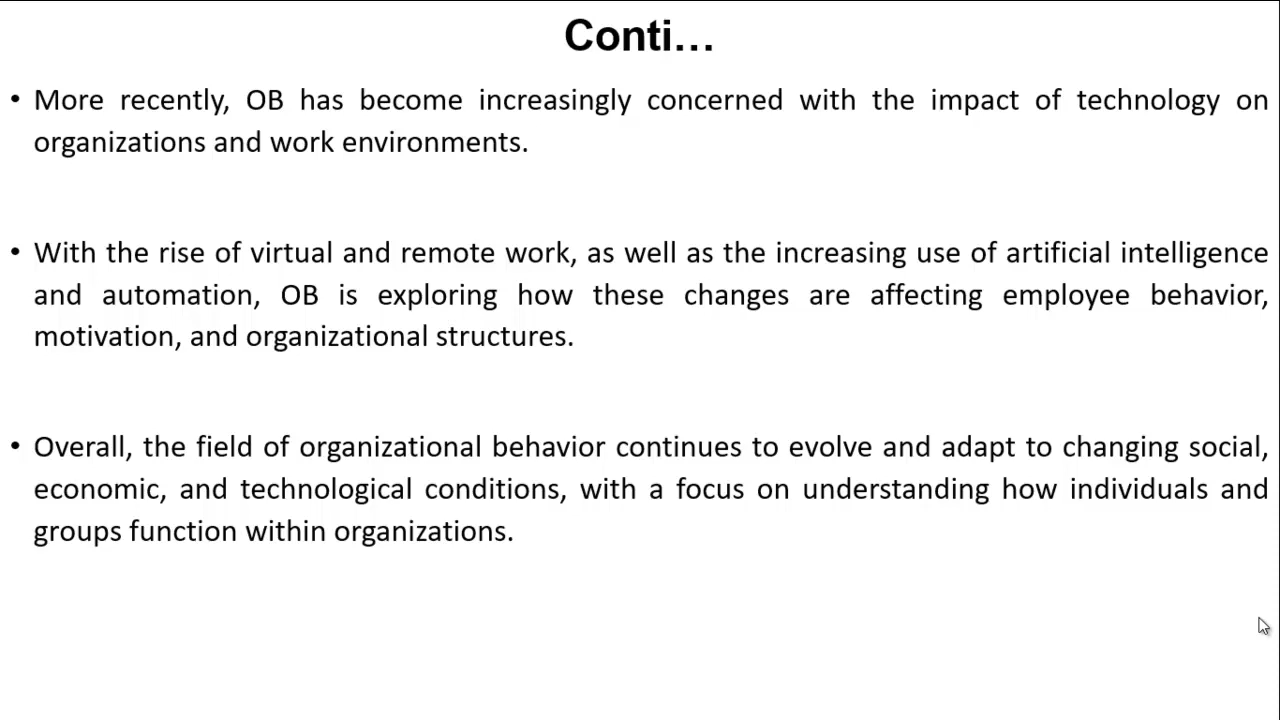 Conti...
• More recently, OB has become increasingly concerned with the impact of technology on
organizations and work environments.
• With the rise of virtual and remote work, as well as the increasing use of artificial intelligence
and automation, OB is exploring how these changes are affecting employee behavior,
motivation, and organizational structures.
• Overall, the field of organizational behavior continues to evolve and adapt to changing social,
economic, and technological conditions, with a focus on understanding how individuals and
groups function within organizations.